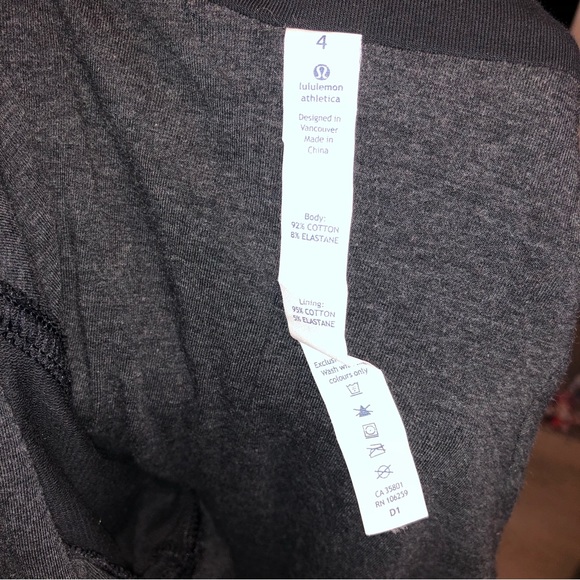 4
lululemon
athletica
Designed in
Vancouver
Made in
China
Body:
92% COTTON
8% ELASTANE
Lining:
95% COTTON
5% ELASTANE
Wash
colours only
CA 35801
RN 106259
D1